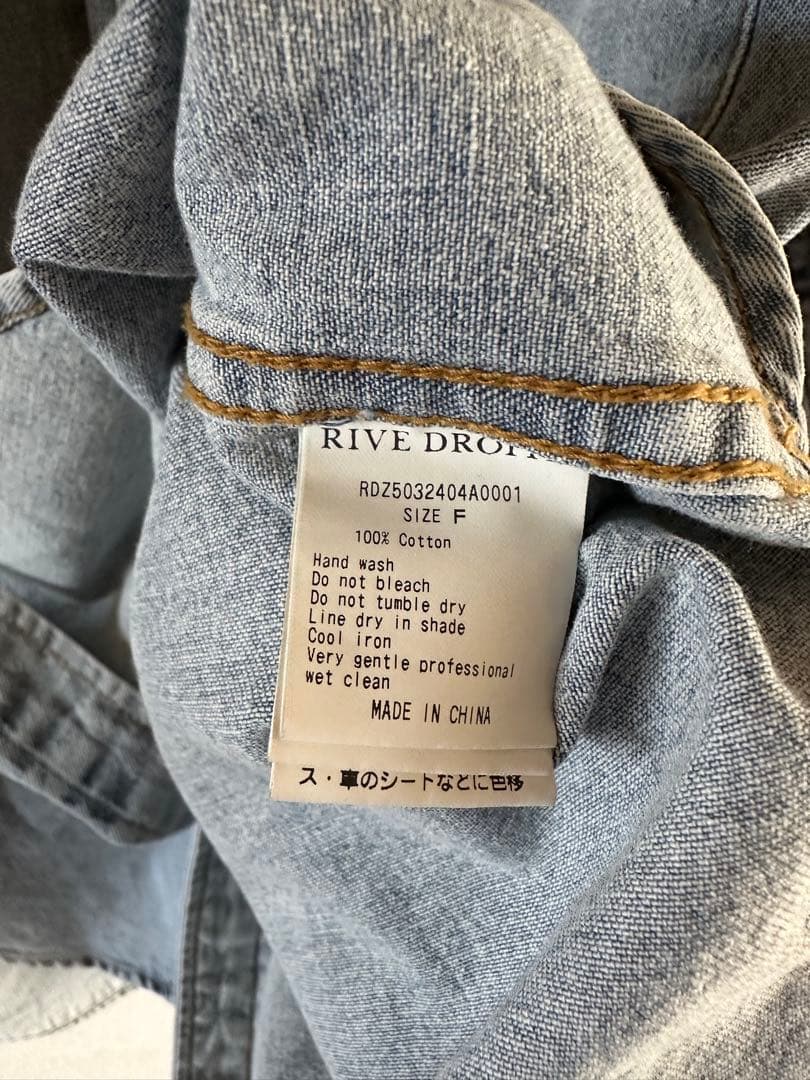 RIVE DROI
RDZ5032404A0001
SIZE F
100% Cotton
Hand wash
Do not bleach
Do not tumble dry
Line dry in shade
Cool iron
Very gentle professional
wet clean
MADE IN CHINA
ス・車のシートなどに色移